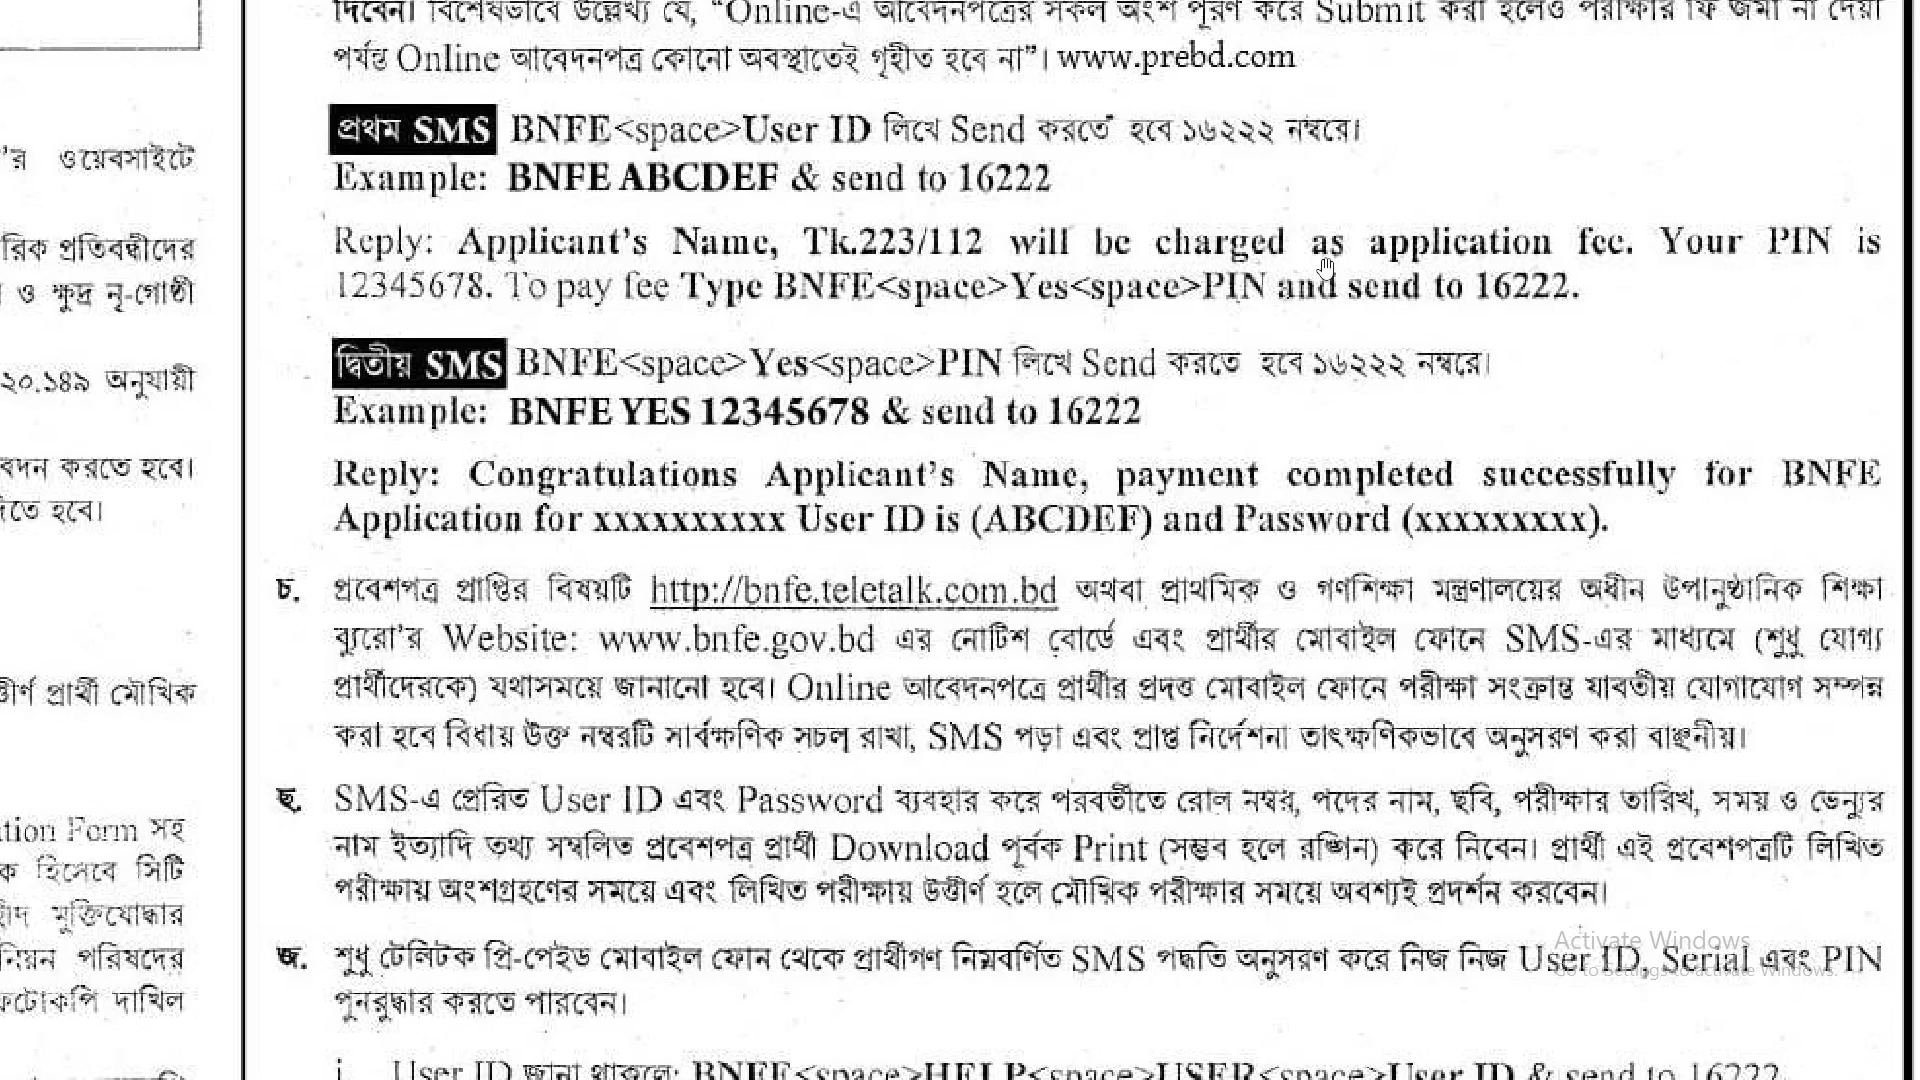 দিবেন। বিশেষভাবে উল্লেখ্য যে, “Online-এ আবেদনপত্রের সকল অংশ পূরণ করে Submit করা হলেও পরীক্ষার ফি জমা না দেয়া
পর্যন্ত Online আবেদনপত্র কোনো অবস্থাতেই গৃহীত হবে না”। www.prebd.com
প্রথম SMS BNFE<space>User ID লিখে Send করতে হবে ১৬২২২ নম্বরে।
Example: BNFE ABCDEF & send to 16222
Reply: Applicant's Name, Tk.223/112 will be charged as application fee. Your PIN is
12345678. To pay fee Type BNFE<space>Yes<space>PIN and send to 16222.
দ্বিতীয় SMS BNFE<space>Yes<space>PIN লিখে Send করতে হবে ১৬২২২ নম্বরে।
Example: BNFE YES 12345678 & send to 16222
Reply: Congratulations Applicant's Name, payment completed successfully for BNFE
Application for xxxxxxxxxx User ID is (ABCDEF) and Password (xxxxxxxxx).
চ. প্রবেশপত্র প্রাপ্তির বিষয়টি http://bnfe.teletalk.com.bd অথবা প্রাথমিক ও গণশিক্ষা মন্ত্রণালয়ের অধীন উপানুষ্ঠানিক শিক্ষা
ব্যুরো'র Website: www.bnfe.gov.bd এর নোটিশ বোর্ডে এবং প্রার্থীর মোবাইল ফোনে SMS-এর মাধ্যমে (শুধু যোগ্য
প্রার্থীদেরকে) যথাসময়ে জানানো হবে। Online আবেদনপত্রে প্রার্থীর প্রদত্ত মোবাইল ফোনে পরীক্ষা সংক্রান্ত যাবতীয় যোগাযোগ সম্পন্ন
করা হবে বিধায় উক্ত নম্বরটি সার্বক্ষণিক সচল রাখা, SMS পড়া এবং প্রাপ্ত নির্দেশনা তাৎক্ষণিকভাবে অনুসরণ করা বাঞ্ছনীয়।
ছ. SMS-এ প্রেরিত User ID এবং Password ব্যবহার করে পরবর্তীতে রোল নম্বর, পদের নাম, ছবি, পরীক্ষার তারিখ, সময় ও ভেন্যুর
নাম ইত্যাদি তথ্য সম্বলিত প্রবেশপত্র প্রার্থী Download পূর্বক Print (সম্ভব হলে রঙ্গিন) করে নিবেন। প্রার্থী এই প্রবেশপত্রটি লিখিত
পরীক্ষায় অংশগ্রহণের সময়ে এবং লিখিত পরীক্ষায় উত্তীর্ণ হলে মৌখিক পরীক্ষার সময়ে অবশ্যই প্রদর্শন করবেন।
জ. শুধু টেলিটক প্রি-পেইড মোবাইল ফোন থেকে প্রার্থীগণ নিম্নবর্ণিত SMS পদ্ধতি অনুসরণ করে নিজ নিজ User ID, Serial এবং PIN
পুনরুদ্ধার করতে পারবেন।
i. User ID জানা থাকলে: BNFE<space>HELP<space>USER<space>User ID & send to 16222.
'র ওয়েবসাইটে
রিক প্রতিবন্ধীদের
ও ক্ষুদ্র নৃ-গোষ্ঠী
২০.১৪৯ অনুযায়ী
বেদন করতে হবে।
দিতে হবে।
ত্তীর্ণ প্রার্থী মৌখিক
tion Form সহ
ক হিসেবে সিটি
হীদ মুক্তিযোদ্ধার
নিয়ন পরিষদের
ফটোকপি দাখিল
Activate Windows
Go to Settings to activate Windows.